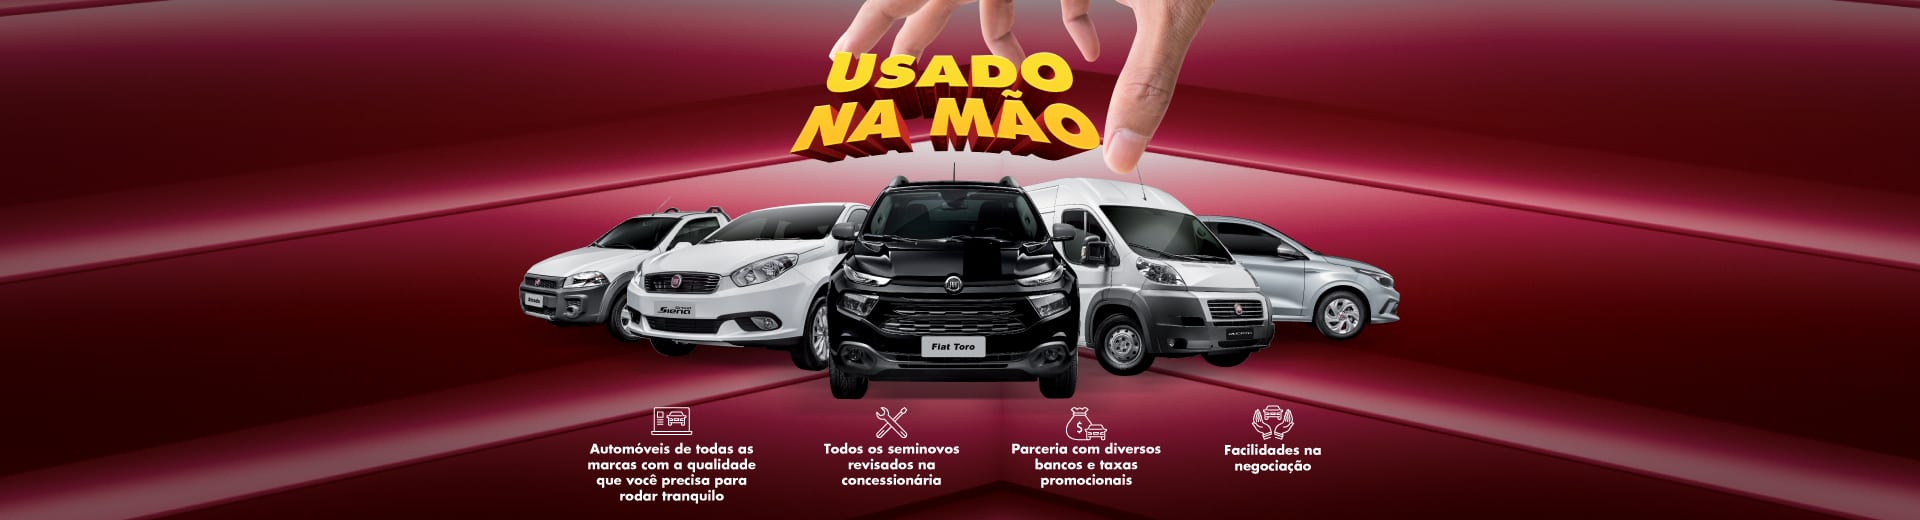 USADO
NA MÃO
Strada
Siena
Fiat Toro
$
Automóveis de todas as
marcas com a qualidade
que você precisa para
rodar tranquilo
Todos os seminovos
revisados na
concessionária
Parceria com diversos
bancos e taxas
promocionais
Facilidades na
negociação